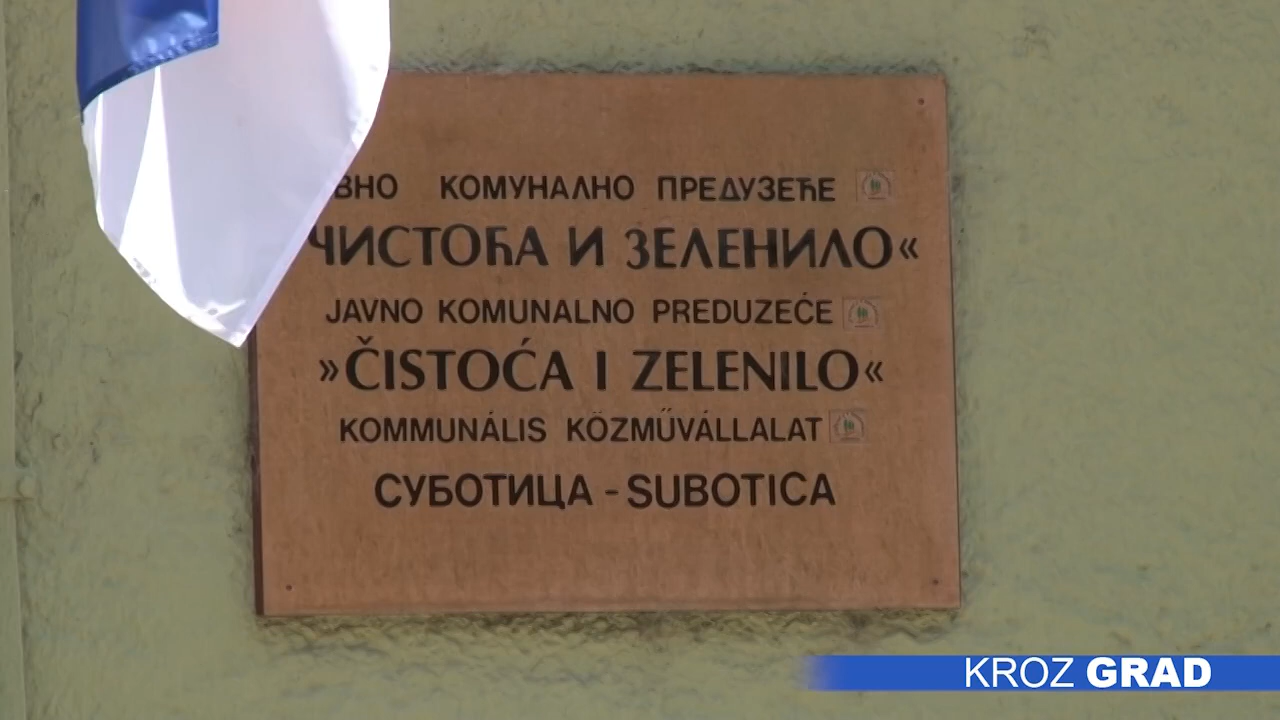 ВНО КОМУНАЛНО ПРЕДУЗЕЋЕ
ЧИСТОЋА И ЗЕЛЕНИЛО«
JAVNO KOMUNALNO PREDUZEĆE
»ČISTOĆA I ZELENILO«
KOMMUNÁLIS KÖZMŰVÁLLALAT
СУБОТИЦА - SUBOTICA
KROZ GRAD